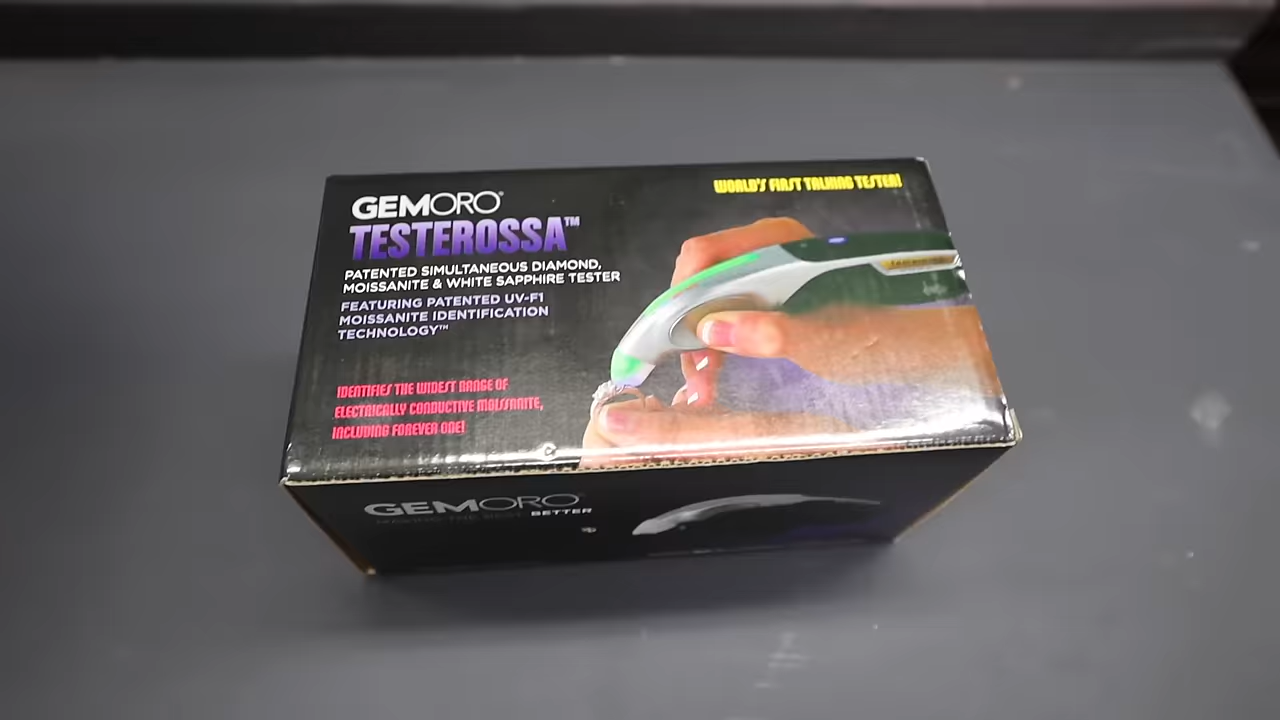 GEMORO®
WORLD'S FIRST TALKING TESTER!
TESTEROSSA™
PATENTED SIMULTANEOUS DIAMOND,
MOISSANITE & WHITE SAPPHIRE TESTER
FEATURING PATENTED UV-F1
MOISSANITE IDENTIFICATION
TECHNOLOGY™
IDENTIFIES THE WIDEST RANGE OF
ELECTRICALLY CONDUCTIVE MOISSANITE,
INCLUDING FOREVER ONE!
GEMORO®
MAKING THE BEST BETTER